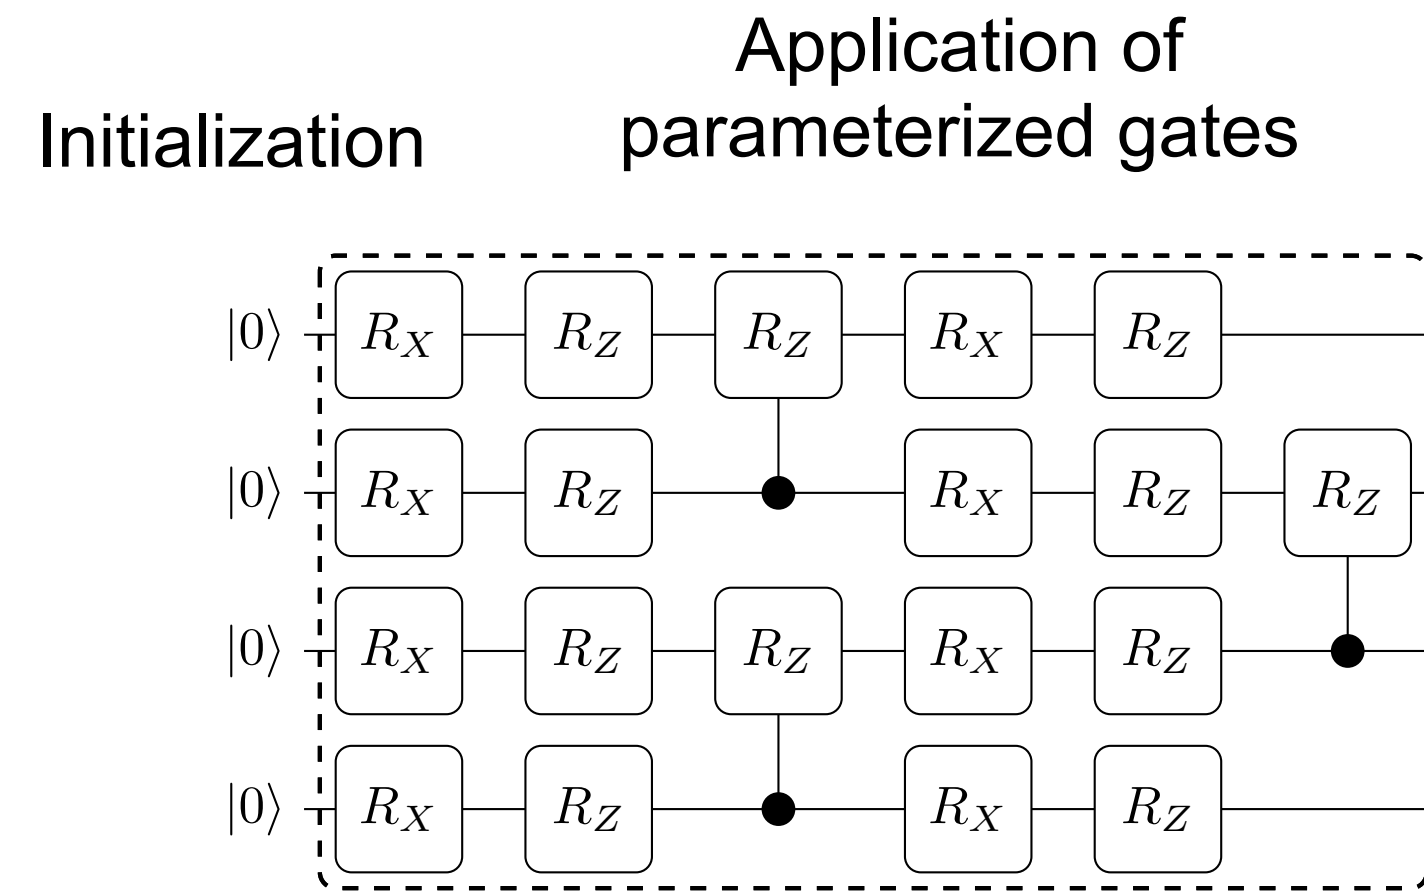 Application of
Initialization
parameterized gates
|0⟩ R_X R_Z R_Z R_X R_Z
|0⟩ R_X R_Z R_X R_Z R_Z
|0⟩ R_X R_Z R_Z R_X R_Z
|0⟩ R_X R_Z R_X R_Z